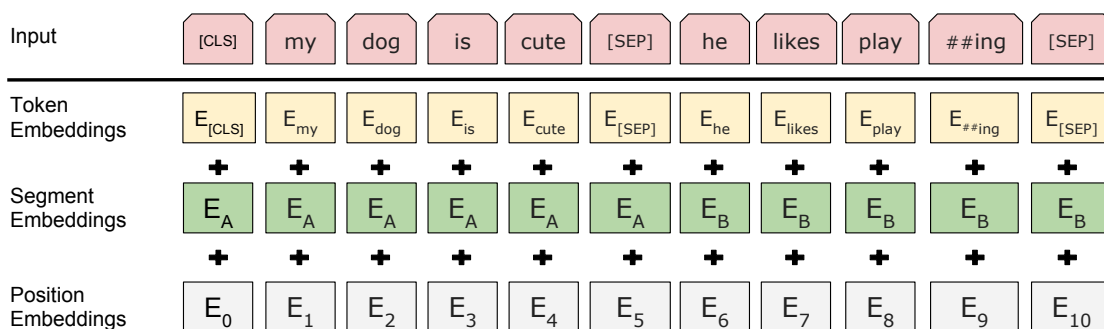 Input [CLS] my dog is cute [SEP] he likes play ##ing [SEP]
Token Embeddings E[CLS] Emy Edog Eis Ecute E[SEP] Ehe Elikes Eplay E##ing E[SEP]
+ + + + + + + + + + +
Segment Embeddings EA EA EA EA EA EA EB EB EB EB EB
+ + + + + + + + + + +
Position Embeddings E0 E1 E2 E3 E4 E5 E6 E7 E8 E9 E10